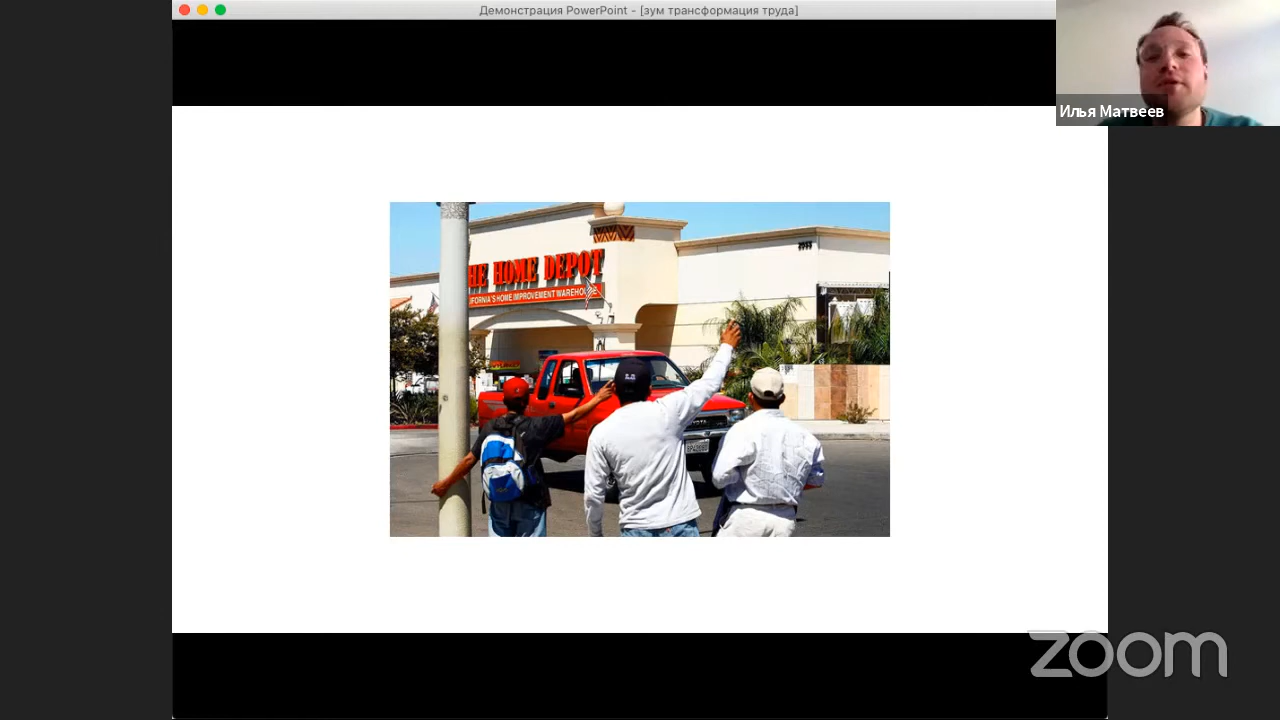 Демонстрация PowerPoint - [зум трансформация труда]
Илья Матвеев
HE HOME DEPOT
IFORNIA'S HOME IMPROVEMENT WAREHOUSE
zoom